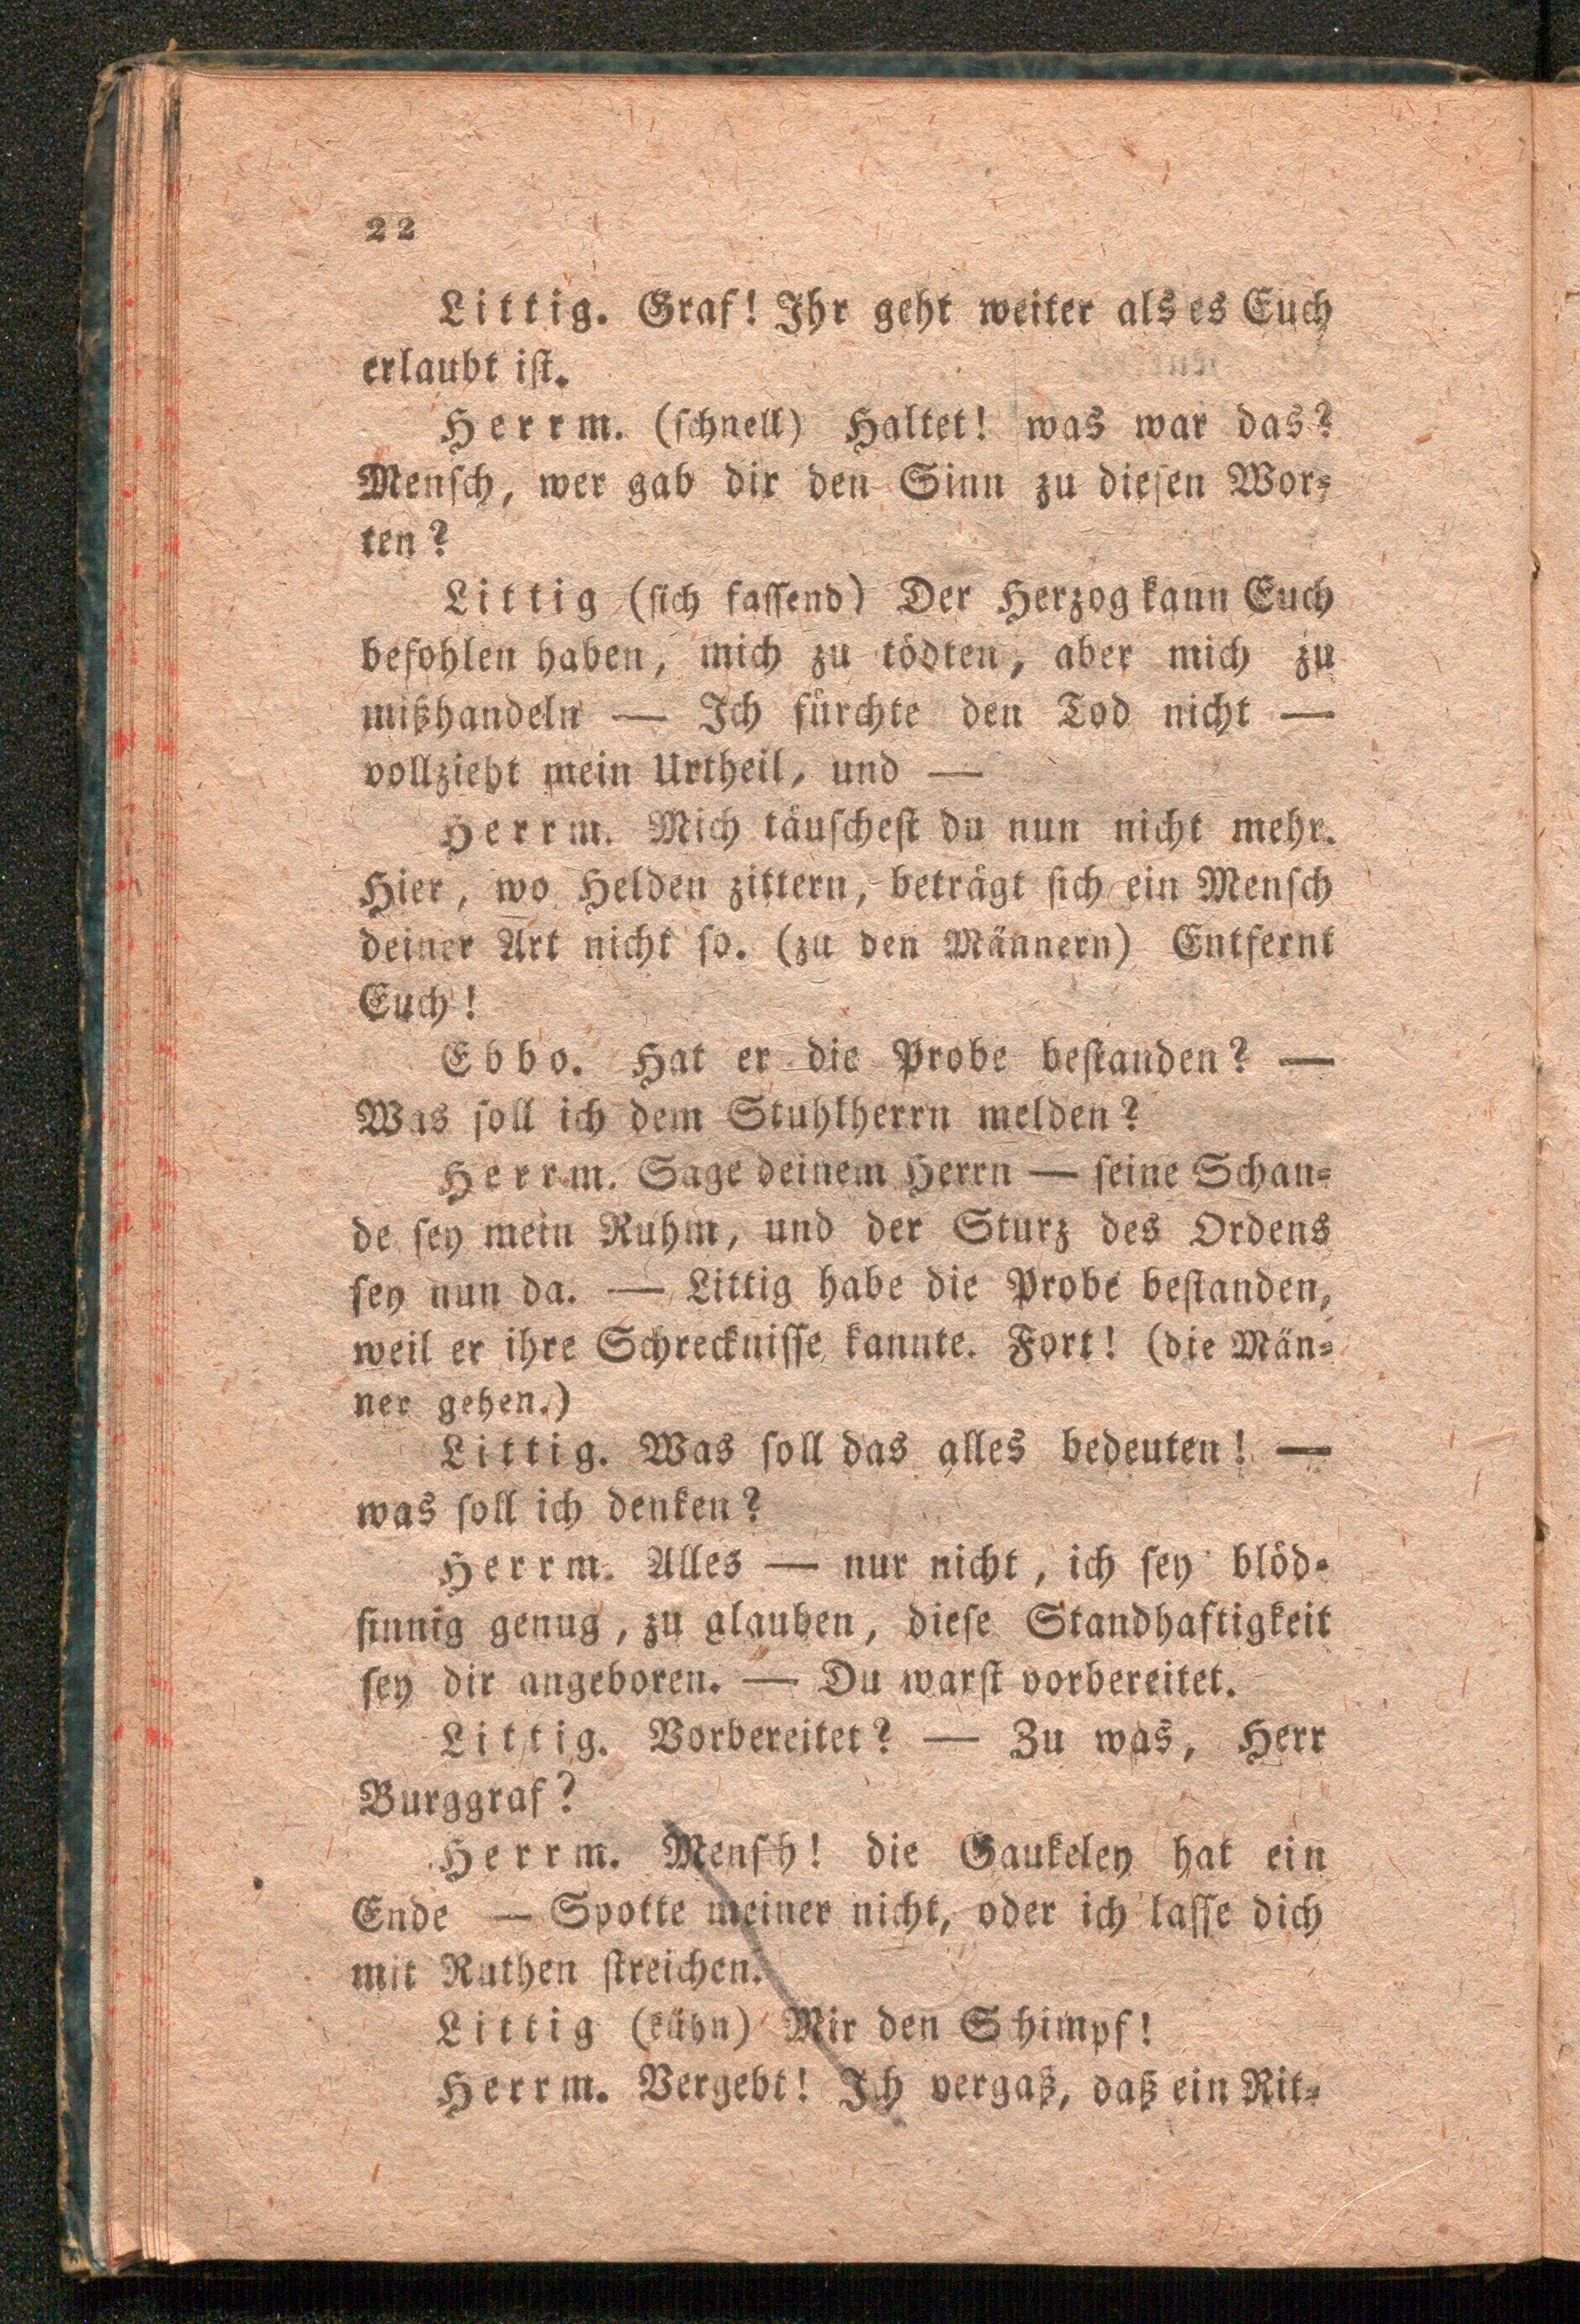 22
Littig. Graf! Ihr geht weiter als es Euch
erlaubt ist.
Herrm. (schnell) Haltet! was war das?
Mensch, wer gab dir den Sinn zu diesen Wor-
ten?
Littig (sich fassend) Der Herzog kann Euch
befohlen haben, mich zu tödten, aber mich zu
mißhandeln — Ich fürchte den Tod nicht —
vollzieht mein Urtheil, und —
Herrm. Mich täuschest du nun nicht mehr.
Hier, wo Helden zittern, beträgt sich ein Mensch
deiner Art nicht so. (zu den Männern) Entfernt
Euch!
Ebbo. Hat er die Probe bestanden? —
Was soll ich dem Stuhlherrn melden?
Herrm. Sage deinem Herrn — seine Schan-
de sey mein Ruhm, und der Sturz des Ordens
sey nun da. — Littig habe die Probe bestanden,
weil er ihre Schrecknisse kannte. Fort! (die Män-
ner gehen.)
Littig. Was soll das alles bedeuten! —
was soll ich denken?
Herrm. Alles — nur nicht, ich sey blöd-
sinnig genug, zu glauben, diese Standhaftigkeit
sey dir angeboren. — Du warst vorbereitet.
Littig. Vorbereitet? — Zu was, Herr
Burggraf?
Herrm. Mensch! die Gaukeley hat ein
Ende — Spotte meiner nicht, oder ich lasse dich
mit Ruthen streichen.
Littig (kühn) Mir den Schimpf!
Herrm. Vergebt! Ich vergaß, daß ein Rit-